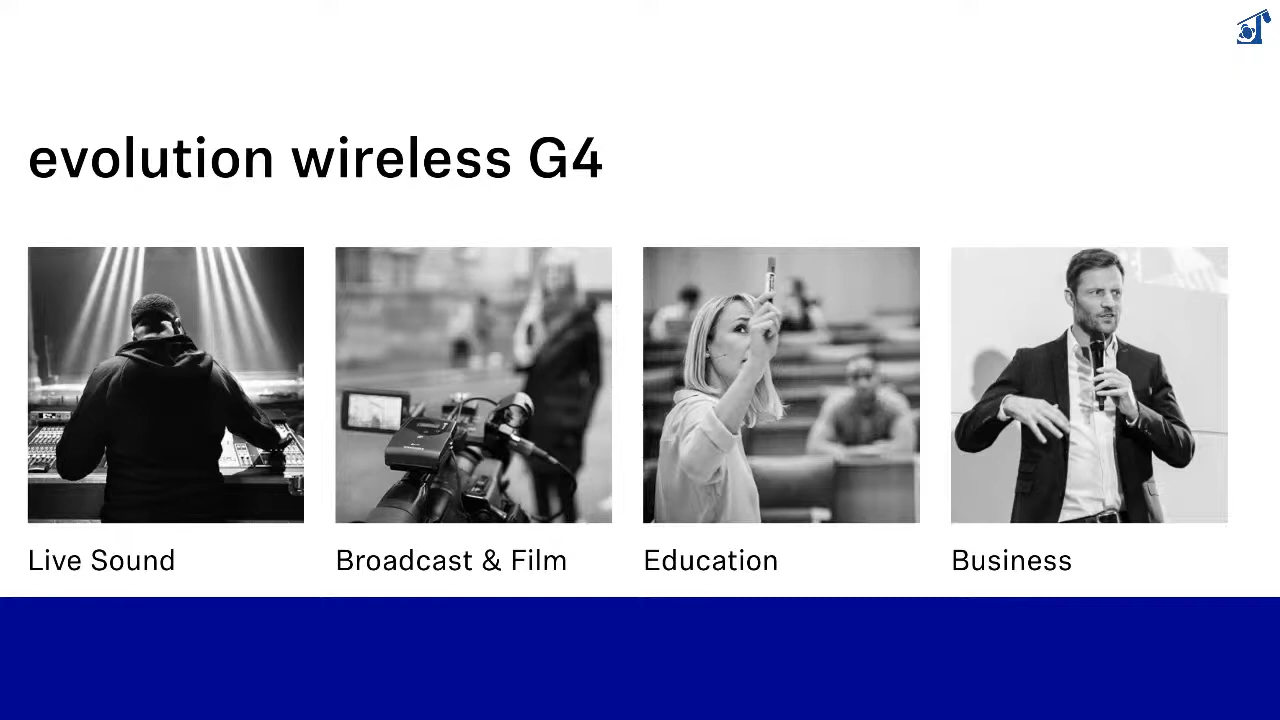 evolution wireless G4
Live Sound
Broadcast & Film
Education
Business